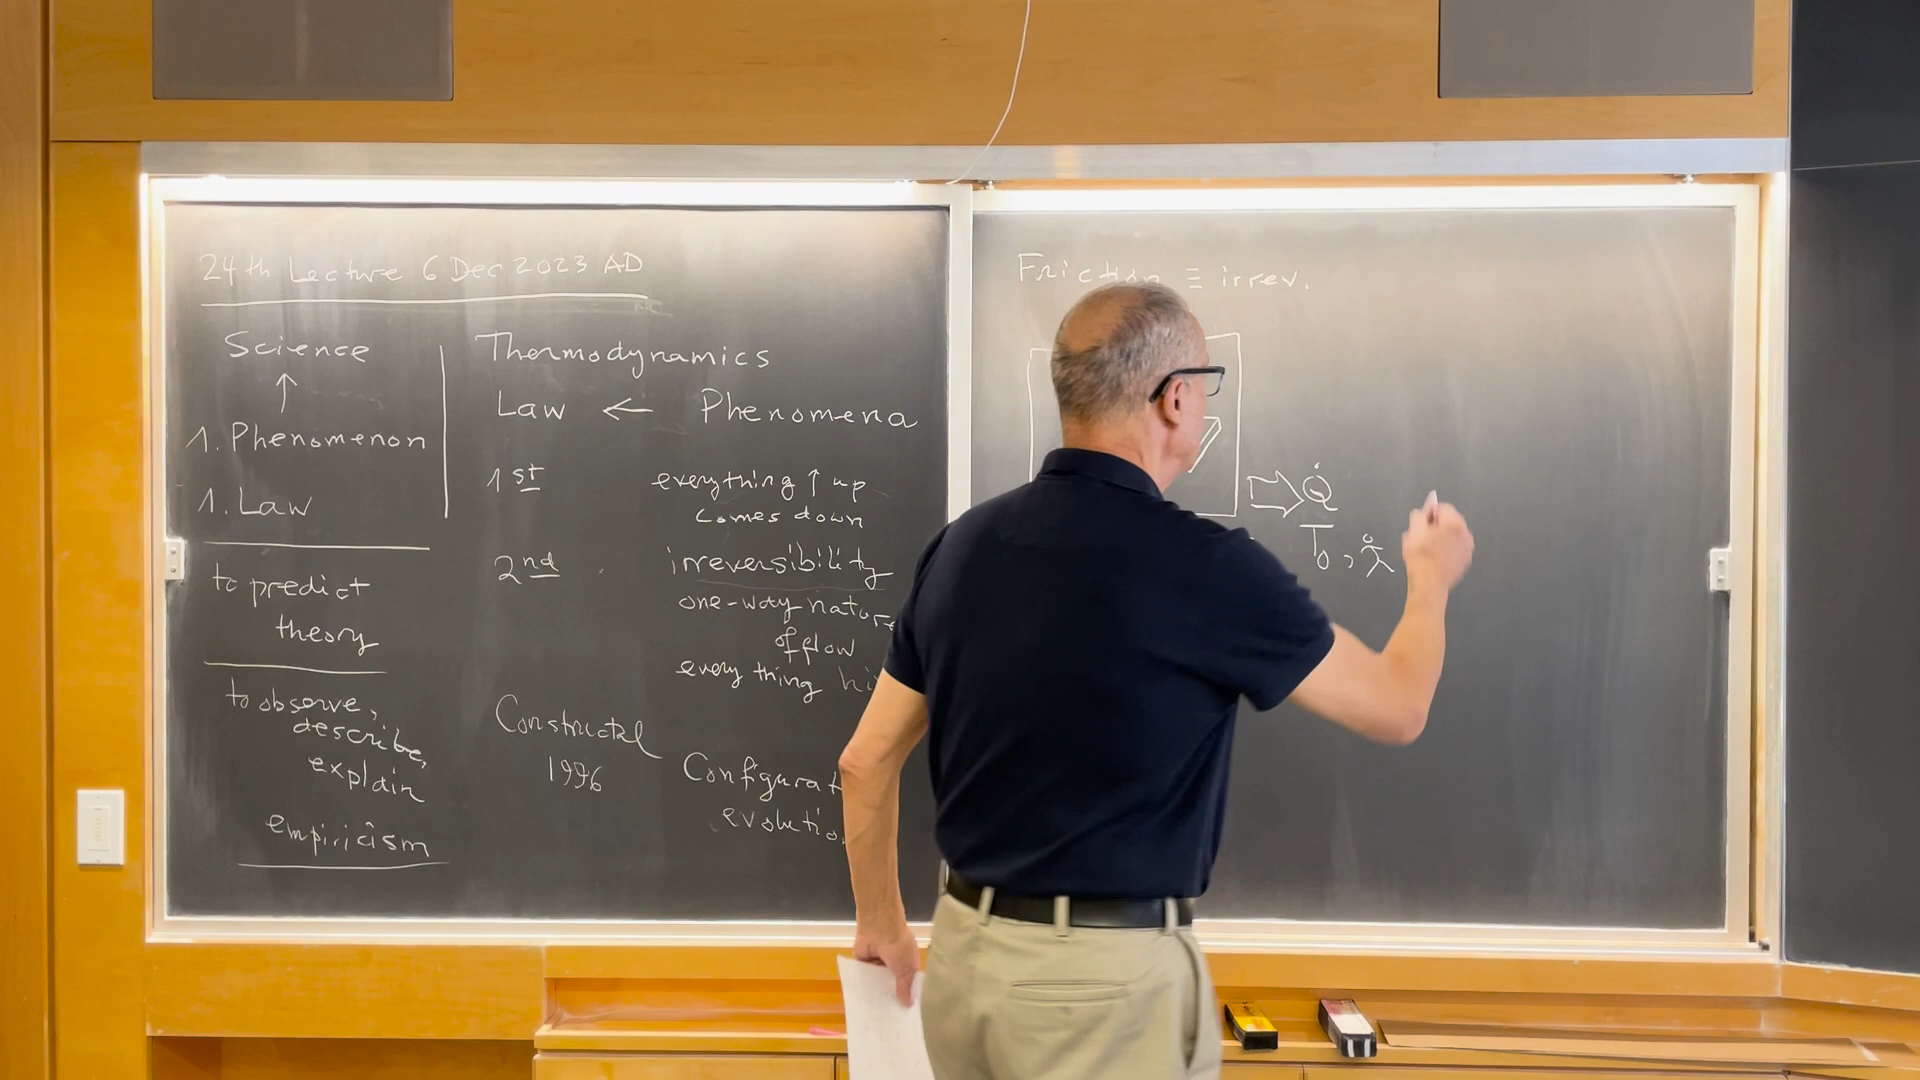 24th Lecture 6 Dec 2023 AD
Science
↑
1. Phenomenon
1. Law
to predict
theory
to observe,
describe,
explain
empiricism
Thermodynamics
Law ← Phenomena
1st everything ↑ up
comes down
2nd irreversibility
one-way nature
of flow
every thing
Constructal
1996
Configurat
evolutio
Friction ≡ irrev.
Q̇
T0,